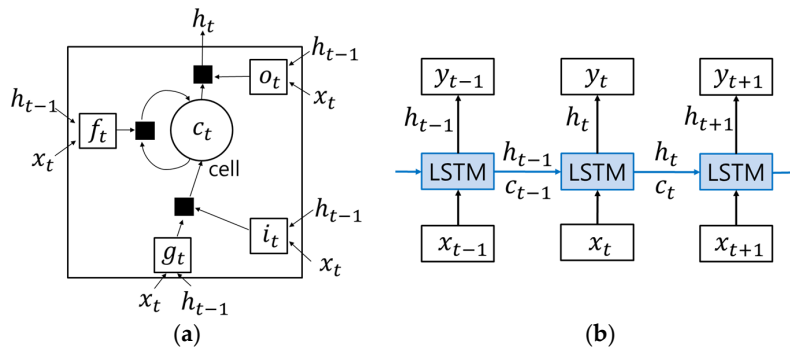 h_t
h_{t-1}
o_t
x_t
h_{t-1}
f_t
x_t
c_t
cell
h_{t-1}
i_t
x_t
g_t
x_t h_{t-1}
(a)
y_{t-1} y_t y_{t+1}
h_{t-1} h_t h_{t+1}
LSTM h_{t-1} LSTM h_t LSTM
c_{t-1} c_t
x_{t-1} x_t x_{t+1}
(b)